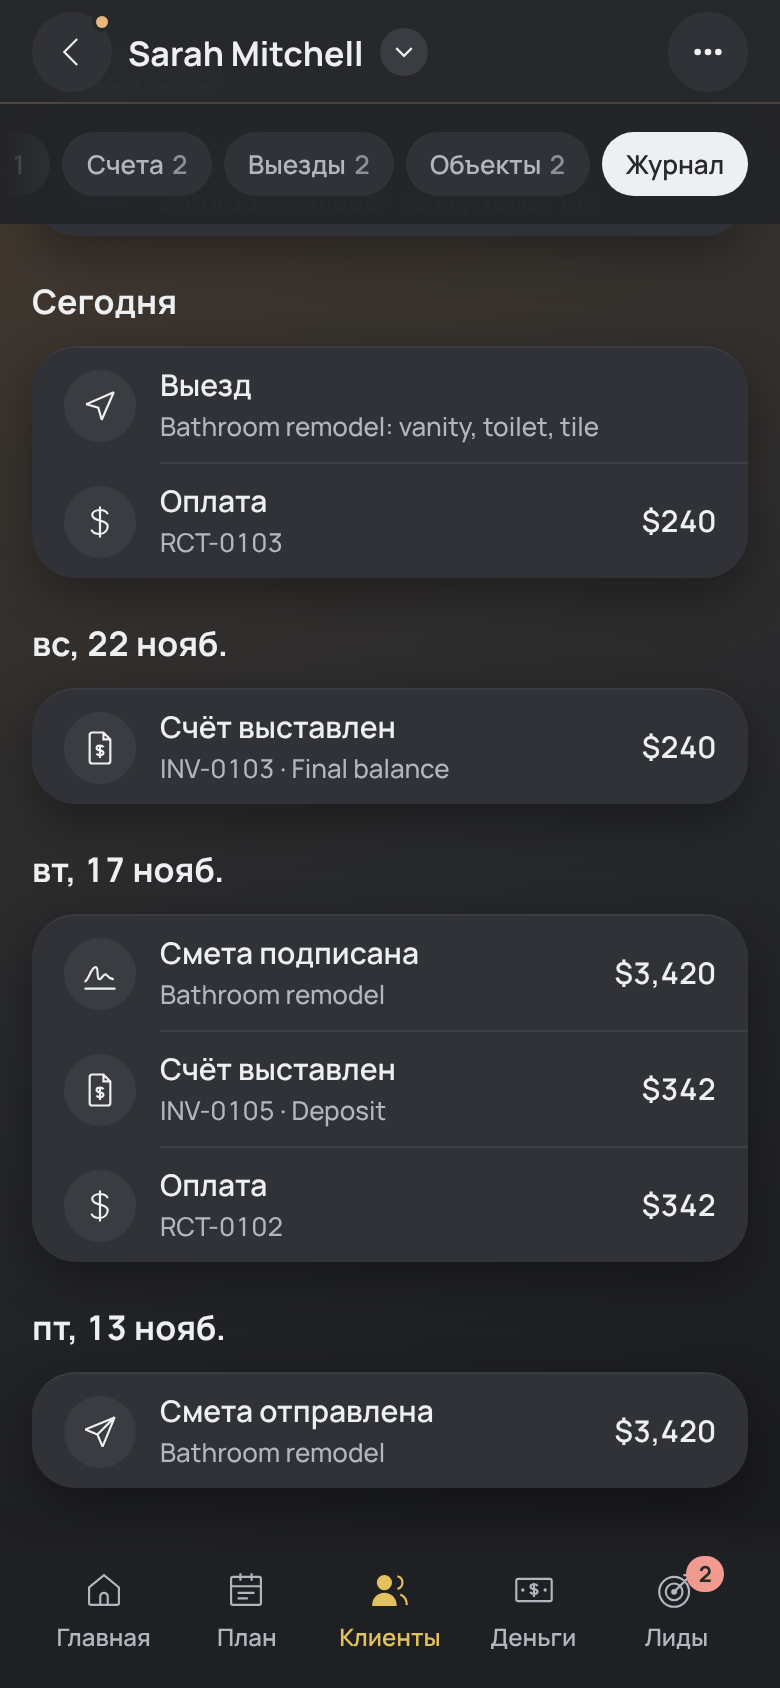 Sarah Mitchell
1
Счета 2
Выезды 2
Объекты 2
Журнал
Сегодня
Выезд
Bathroom remodel: vanity, toilet, tile
Оплата
RCT-0103
$240
вс, 22 нояб.
Счёт выставлен
INV-0103 · Final balance
$240
вт, 17 нояб.
Смета подписана
Bathroom remodel
$3,420
Счёт выставлен
INV-0105 · Deposit
$342
Оплата
RCT-0102
$342
пт, 13 нояб.
Смета отправлена
Bathroom remodel
$3,420
2
Главная
План
Клиенты
Деньги
Лиды